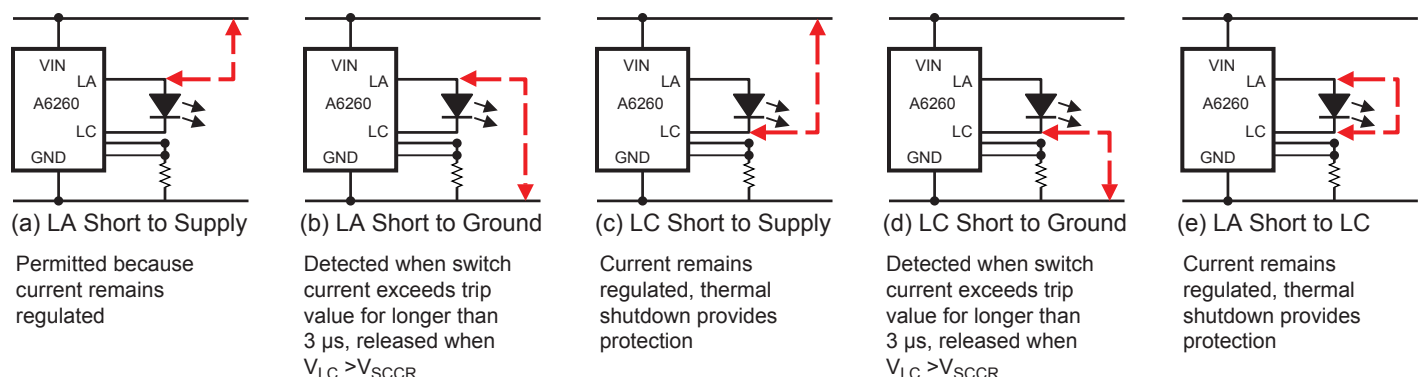 VIN
LA
A6260
LC
GND
(a) LA Short to Supply
Permitted because
current remains
regulated
VIN
LA
A6260
LC
GND
(b) LA Short to Ground
Detected when switch
current exceeds trip
value for longer than
3 µs, released when
VLC >VSCCR
VIN
LA
A6260
LC
GND
(c) LC Short to Supply
Current remains
regulated, thermal
shutdown provides
protection
VIN
LA
A6260
LC
GND
(d) LC Short to Ground
Detected when switch
current exceeds trip
value for longer than
3 µs, released when
VLC >VSCCR
VIN
LA
A6260
LC
GND
(e) LA Short to LC
Current remains
regulated, thermal
shutdown provides
protection